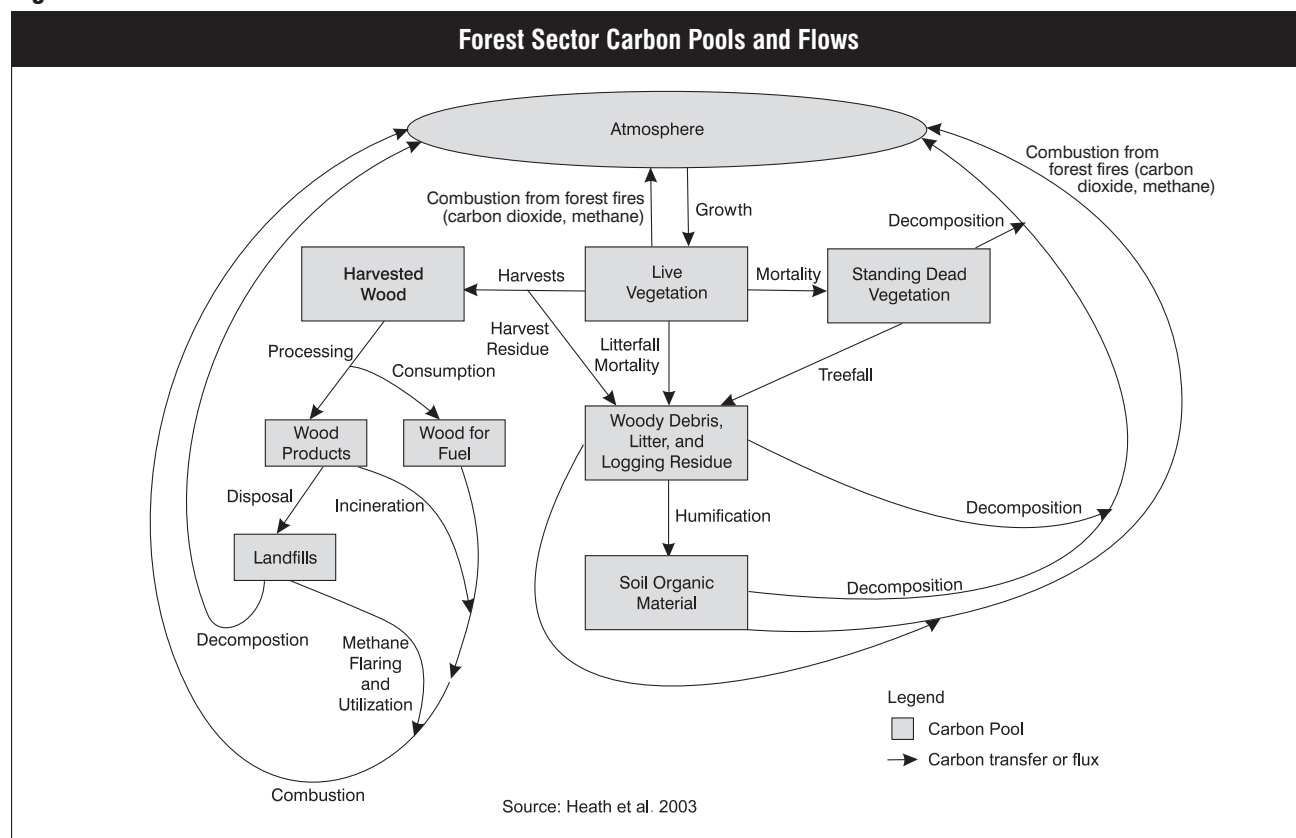 Forest Sector Carbon Pools and Flows
Atmosphere
Combustion from forest fires
(carbon dioxide, methane)
Growth
Combustion from
forest fires (carbon
dioxide, methane)
Decomposition
Harvested
Wood
Harvests
Live
Vegetation
Mortality
Standing Dead
Vegetation
Harvest
Residue
Litterfall
Mortality
Treefall
Processing
Consumption
Wood
Products
Wood for
Fuel
Woody Debris,
Litter, and
Logging Residue
Disposal
Incineration
Humification
Decomposition
Landfills
Soil Organic
Material
Decomposition
Decompostion
Methane
Flaring
and
Utilization
Combustion
Legend
Carbon Pool
Carbon transfer or flux
Source: Heath et al. 2003